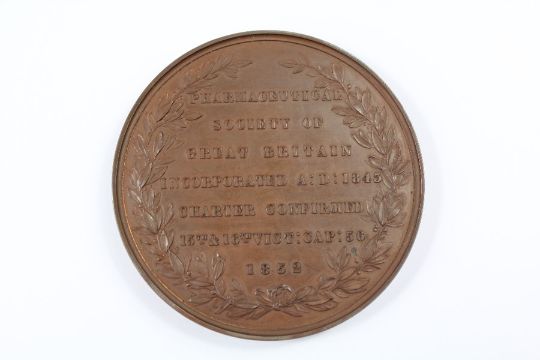 PHARMACEUTICAL
SOCIETY OF
GREAT BRITAIN
INCORPORATED A:D:1843
CHARTER CONFIRMED
15TH & 16TH VICT: CAP: 56
1852